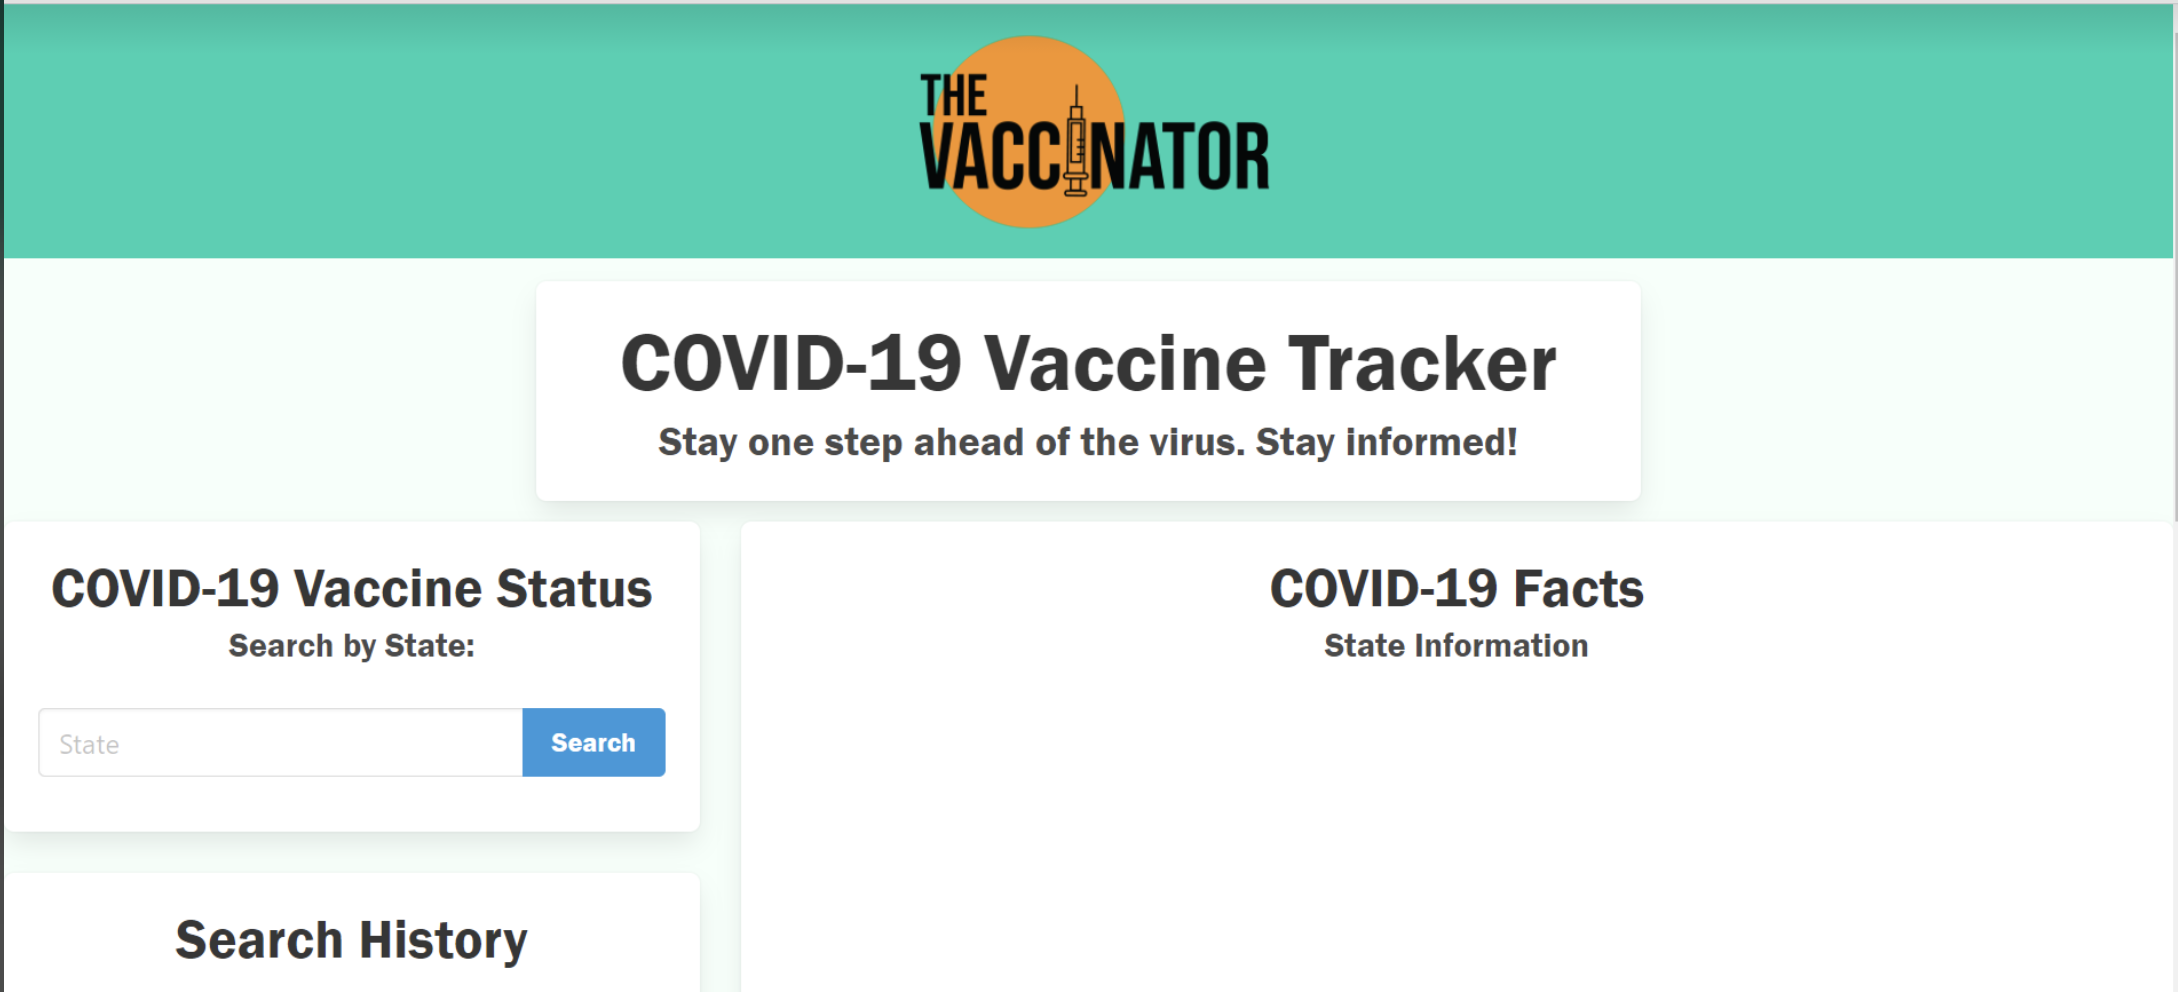 THE
VACCINATOR
COVID-19 Vaccine Tracker
Stay one step ahead of the virus. Stay informed!
COVID-19 Vaccine Status
Search by State:
State
Search
Search History
COVID-19 Facts
State Information